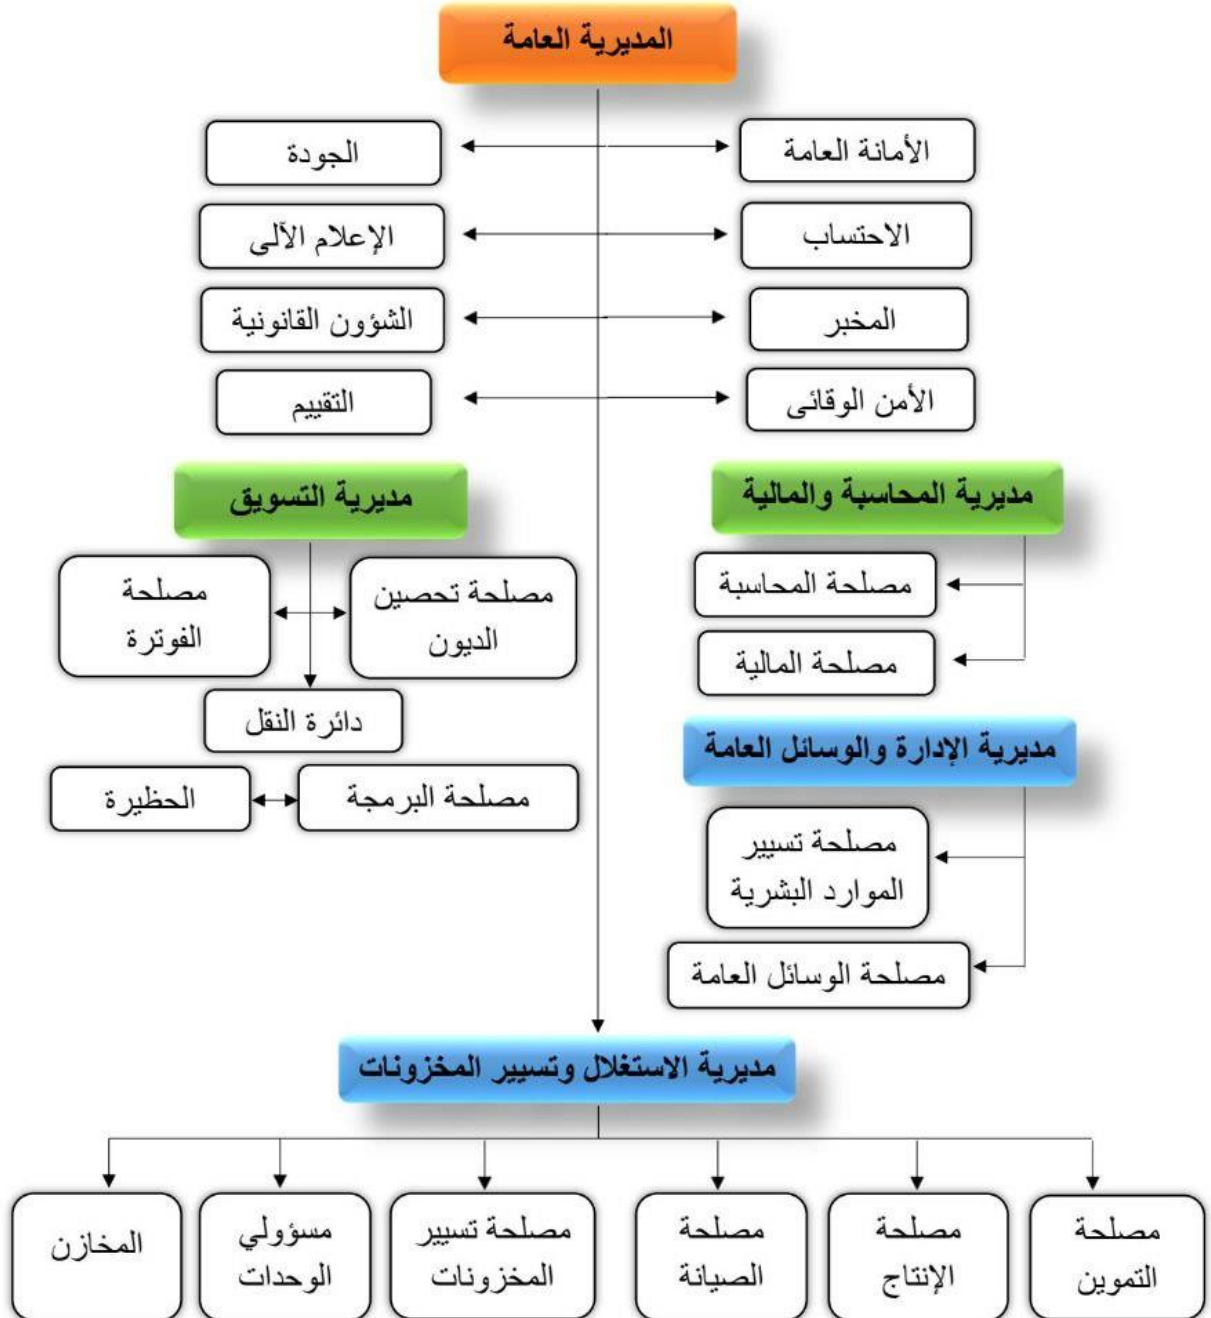 المديرية العامة
الأمانة العامة
الجودة
الاحتساب
الإعلام الآلى
المخبر
الشؤون القانونية
الأمن الوقائى
التقييم
مديرية المحاسبة والمالية
مصلحة المحاسبة
مصلحة المالية
مديرية التسويق
مصلحة تحصين
الديون
مصلحة
الفوترة
دائرة النقل
مصلحة البرمجة
الحظيرة
مديرية الإدارة والوسائل العامة
مصلحة تسيير
الموارد البشرية
مصلحة الوسائل العامة
مديرية الاستغلال وتسيير المخزونات
مصلحة
التموين
مصلحة
الإنتاج
مصلحة
الصيانة
مصلحة تسيير
المخزونات
مسؤولي
الوحدات
المخازن